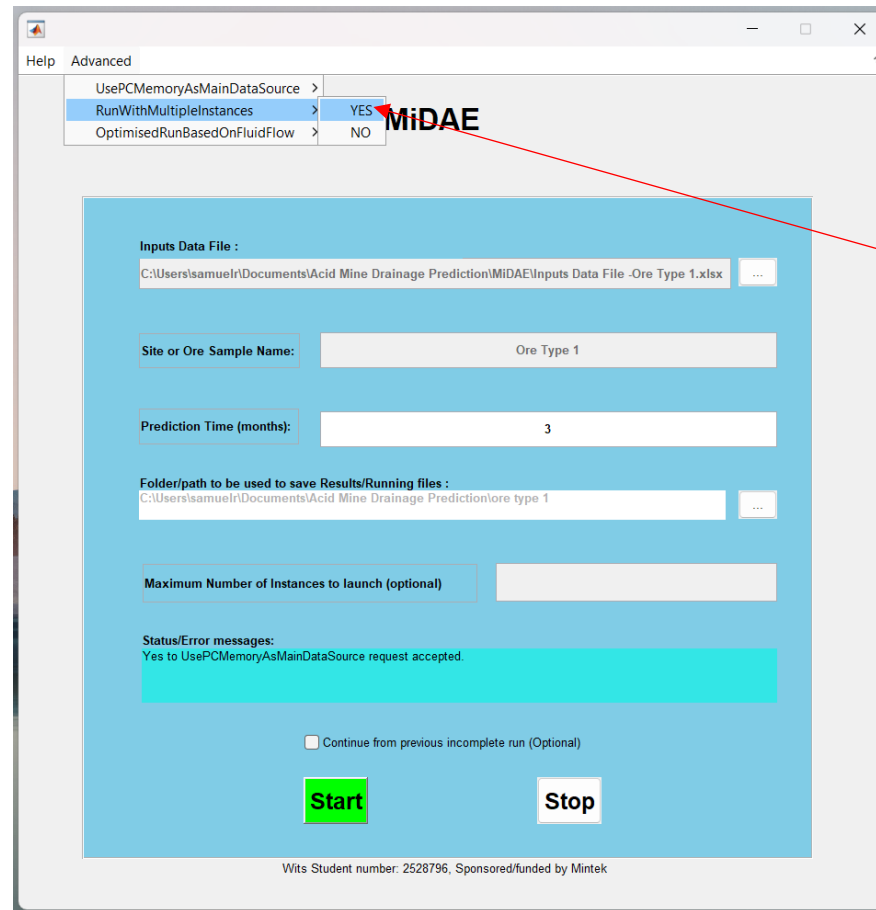 Help Advanced
UsePCMemoryAsMainDataSource >
RunWithMultipleInstances > YES
OptimisedRunBasedOnFluidFlow > NO
MiDAE
Inputs Data File :
C:\Users\samuelr\Documents\Acid Mine Drainage Prediction\MiDAE\Inputs Data File -Ore Type 1.xlsx ...
Site or Ore Sample Name: Ore Type 1
Prediction Time (months): 3
Folder/path to be used to save Results/Running files :
C:\Users\samuelr\Documents\Acid Mine Drainage Prediction\ore type 1 ...
Maximum Number of Instances to launch (optional)
Status/Error messages:
Yes to UsePCMemoryAsMainDataSource request accepted.
Continue from previous incomplete run (Optional)
Start Stop
Wits Student number: 2528796, Sponsored/funded by Mintek